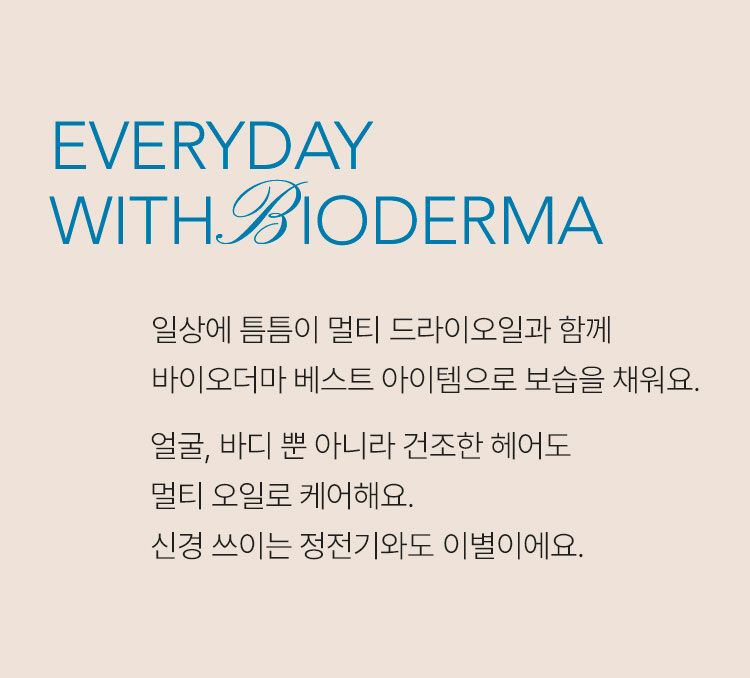 EVERYDAY
WITH BIODERMA
일상에 틈틈이 멀티 드라이오일과 함께
바이오더마 베스트 아이템으로 보습을 채워요.
얼굴, 바디 뿐 아니라 건조한 헤어도
멀티 오일로 케어해요.
신경 쓰이는 정전기와도 이별이에요.